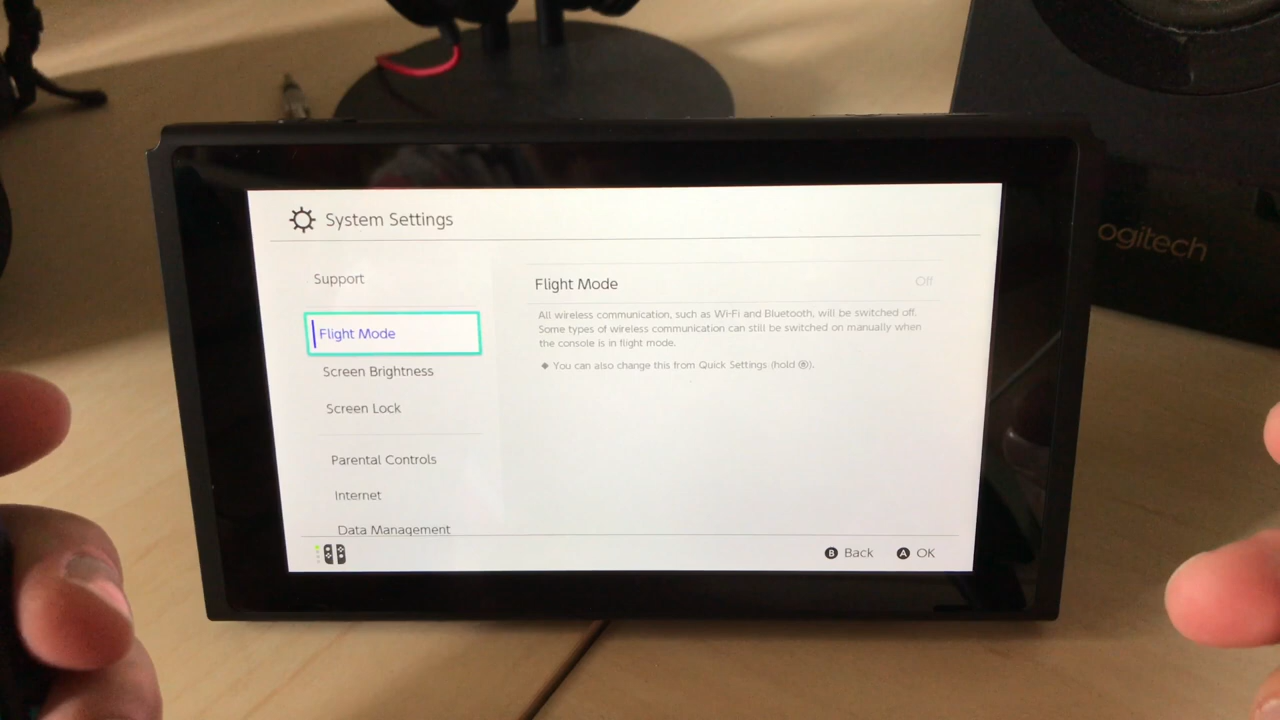 ogitech
System Settings
Support
Flight Mode
Screen Brightness
Screen Lock
Parental Controls
Internet
Data Management
Flight Mode Off
All wireless communication, such as Wi-Fi and Bluetooth, will be switched off.
Some types of wireless communication can still be switched on manually when
the console is in flight mode.
◆ You can also change this from Quick Settings (hold Ⓗ).
B Back A OK